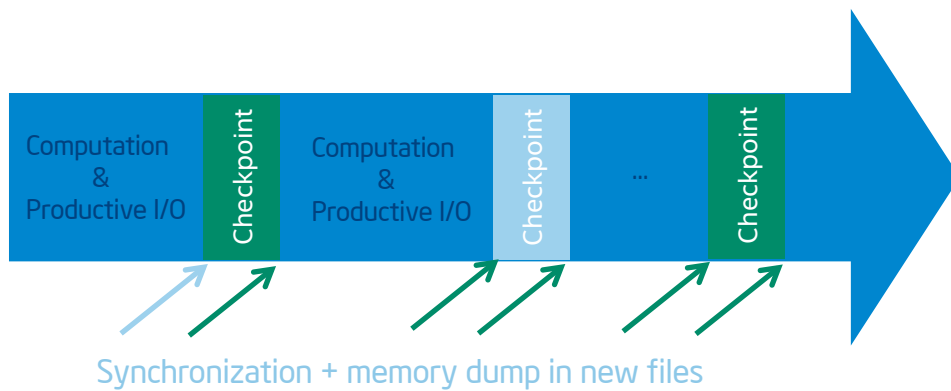 Computation
&
Productive I/O
Checkpoint
Computation
&
Productive I/O
Checkpoint
...
Checkpoint
Synchronization + memory dump in new files